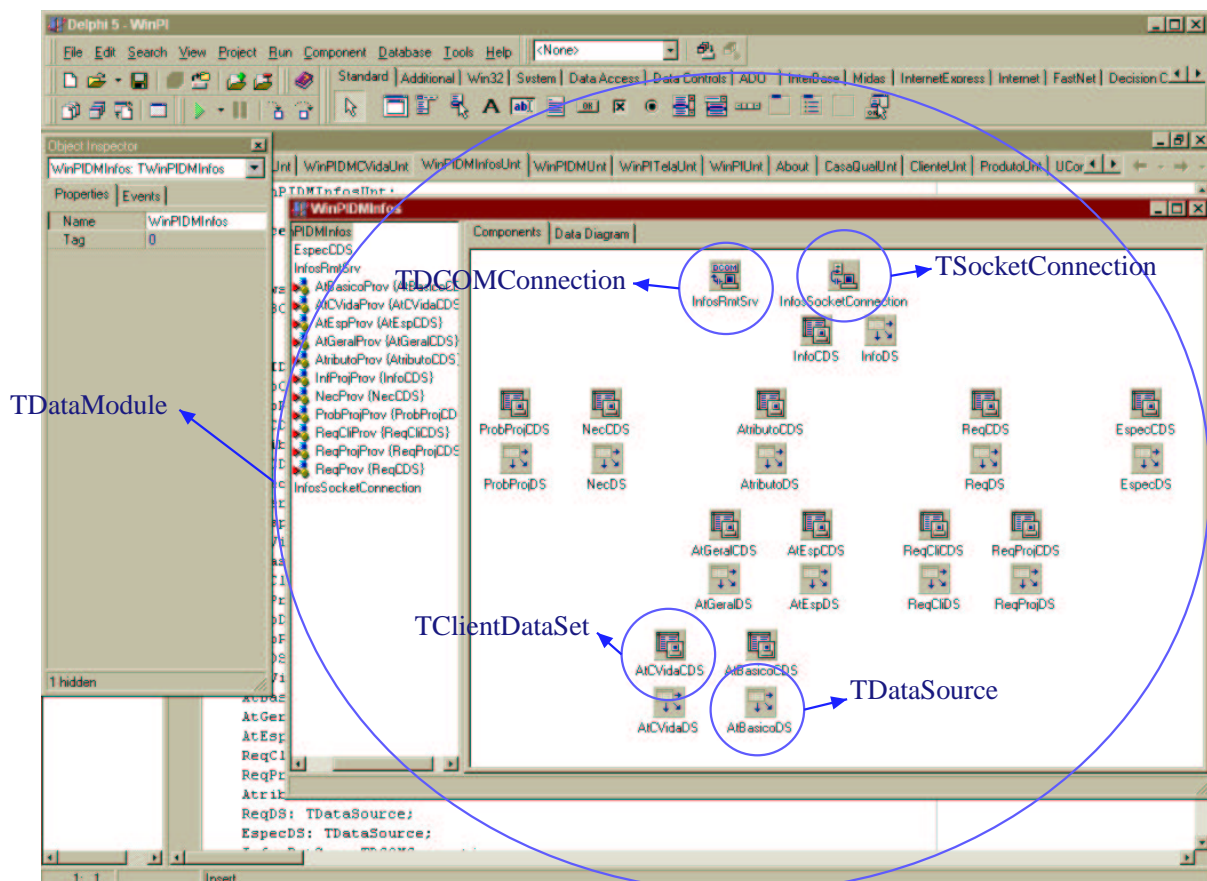 Delphi 5 - WinPI
File Edit Search View Project Run Component Database Tools Help <None>
Standard Additional Win32 System Data Access Data Controls ADO InterBase Midas InternetExpress Internet FastNet Decision C
Object Inspector
WinPIDMInfos: TWinPIDMInfos
Properties Events
Name WinPIDMInfos
Tag 0
1 hidden
Unt WinPIDMCVidaUnt WinPIDMInfosUnt WinPIDMUnt WinPITelaUnt WinPIUnt About CasaQualUnt ClienteUnt ProdutoUnt UCor
PIDMInfosUnt;
WinPIDMInfos
PIDMInfos
EspecCDS
InfosRmtSrv
AtBasicoProv {AtBasicoCD
AtCVidaProv {AtCVidaCDS
AtEspProv {AtEspCDS}
AtGeralProv {AtGeralCDS}
AtributoProv {AtributoCDS}
InfProjProv {InfoCDS}
NecProv {NecCDS}
ProbProjProv {ProbProjCD
ReqCliProv {ReqCliCDS}
ReqProjProv {ReqProjCDS
ReqProv {ReqCDS}
InfosSocketConnection
Components Data Diagram
TDCOMConnection
DCOM
InfosRmtSrv
InfosSocketConnection
TSocketConnection
InfoCDS InfoDS
TDataModule
ProbProjCDS NecCDS AtributoCDS ReqCDS EspecCDS
ProbProjDS NecDS AtributoDS ReqDS EspecDS
AtGeralCDS AtEspCDS ReqCliCDS ReqProjCDS
AtGeralDS AtEspDS ReqCliDS ReqProjDS
TClientDataSet
AtCVidaCDS AtBasicoCDS
TDataSource
AtCVidaDS AtBasicoDS
AtGer
AtEsp
ReqCl
ReqPr
Atrib
ReqDS: TDataSource;
EspecDS: TDataSource;
1: 1 Insert